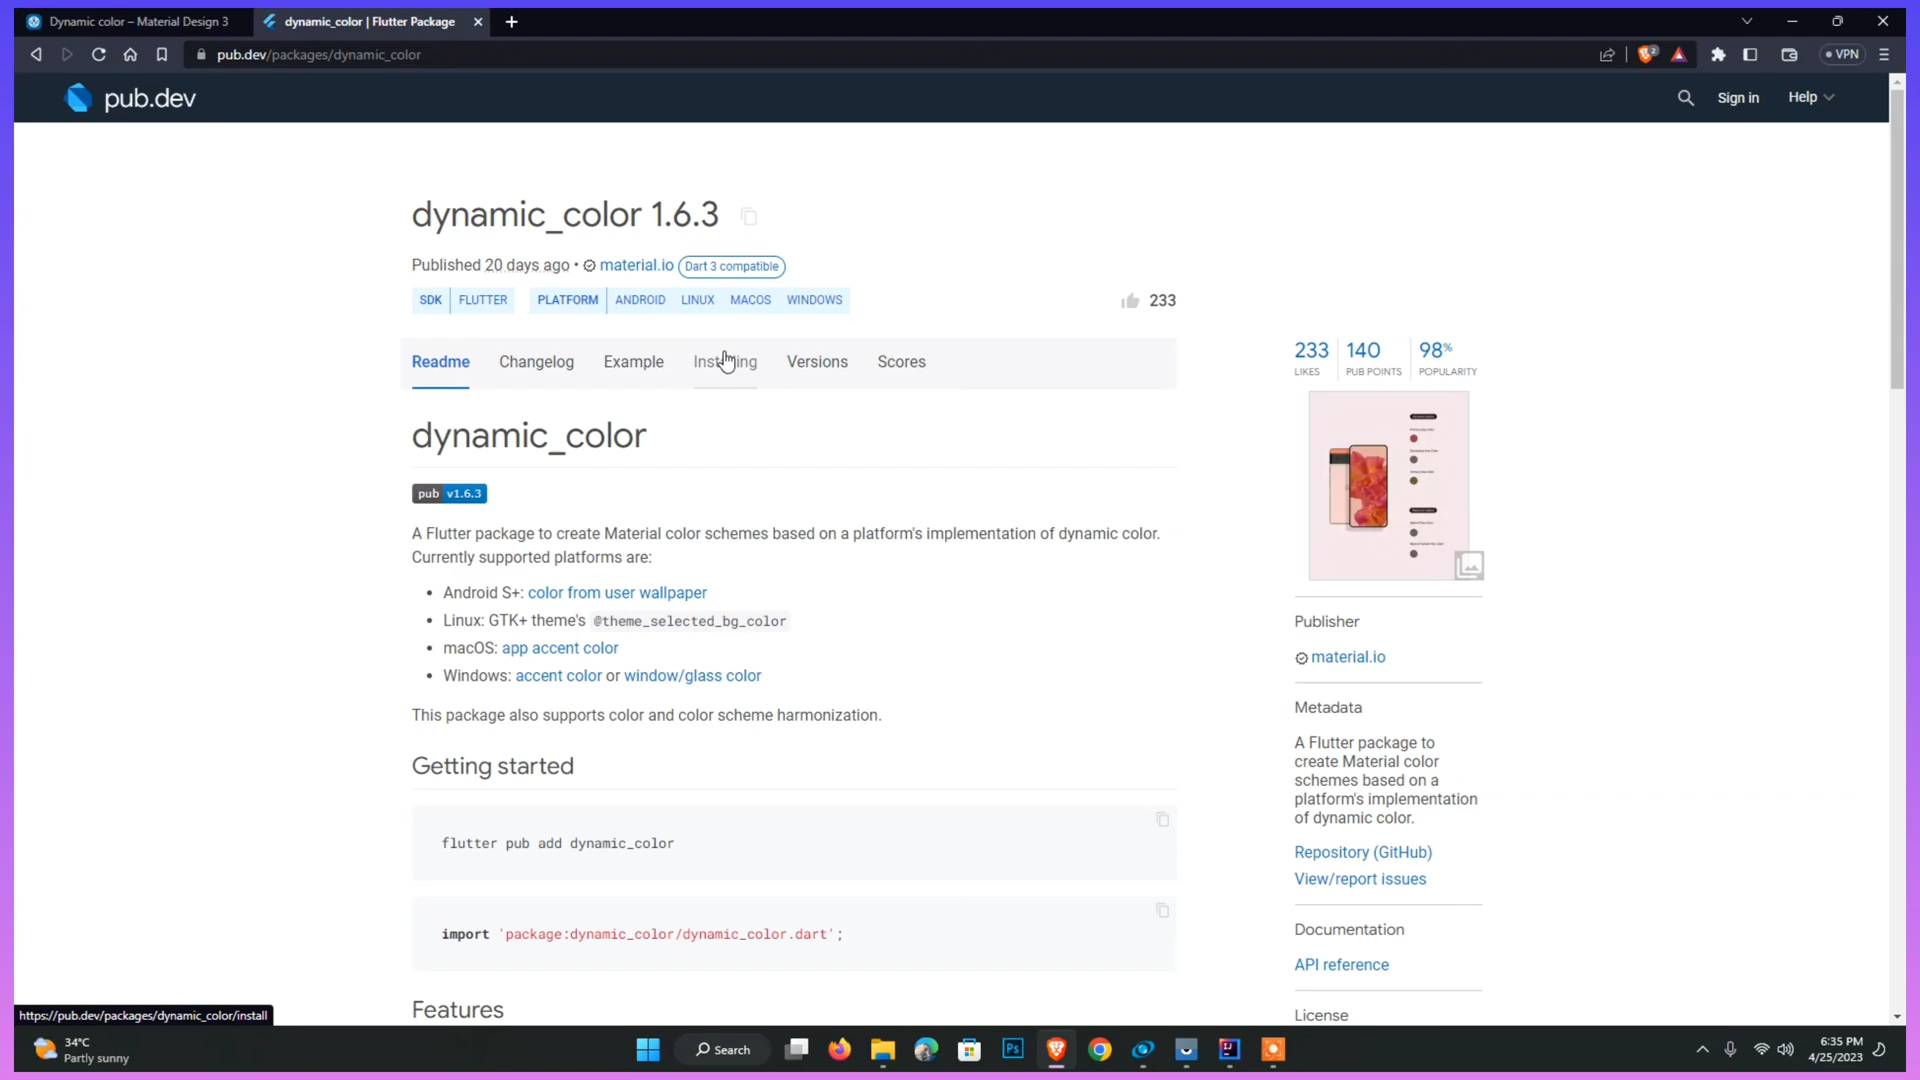 Dynamic color – Material Design 3
dynamic_color | Flutter Package
pub.dev/packages/dynamic_color
2
VPN
pub.dev
Sign in
Help
dynamic_color 1.6.3
Published 20 days ago • material.io Dart 3 compatible
SDK FLUTTER PLATFORM ANDROID LINUX MACOS WINDOWS
233
Readme Changelog Example Installing Versions Scores
233 LIKES
140 PUB POINTS
98% POPULARITY
dynamic_color
pub v1.6.3
A Flutter package to create Material color schemes based on a platform's implementation of dynamic color.
Currently supported platforms are:
• Android S+: color from user wallpaper
• Linux: GTK+ theme's @theme_selected_bg_color
• macOS: app accent color
• Windows: accent color or window/glass color
This package also supports color and color scheme harmonization.
Getting started
flutter pub add dynamic_color
import 'package:dynamic_color/dynamic_color.dart';
Features
Publisher
material.io
Metadata
A Flutter package to
create Material color
schemes based on a
platform's implementation
of dynamic color.
Repository (GitHub)
View/report issues
Documentation
API reference
License
https://pub.dev/packages/dynamic_color/install
34°C
Partly sunny
Search
Ps
6:35 PM
4/25/2023